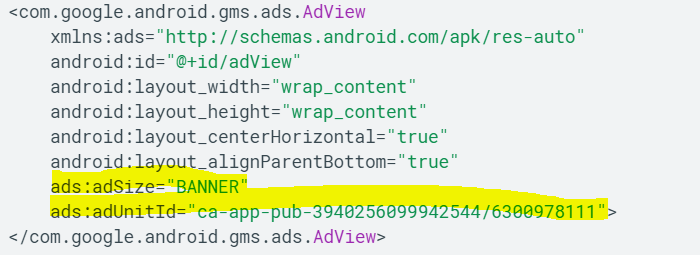 <com.google.android.gms.ads.AdView
xmlns:ads="http://schemas.android.com/apk/res-auto"
android:id="@+id/adView"
android:layout_width="wrap_content"
android:layout_height="wrap_content"
android:layout_centerHorizontal="true"
android:layout_alignParentBottom="true"
ads:adSize="BANNER"
ads:adUnitId="ca-app-pub-3940256099942544/6300978111">
</com.google.android.gms.ads.AdView>